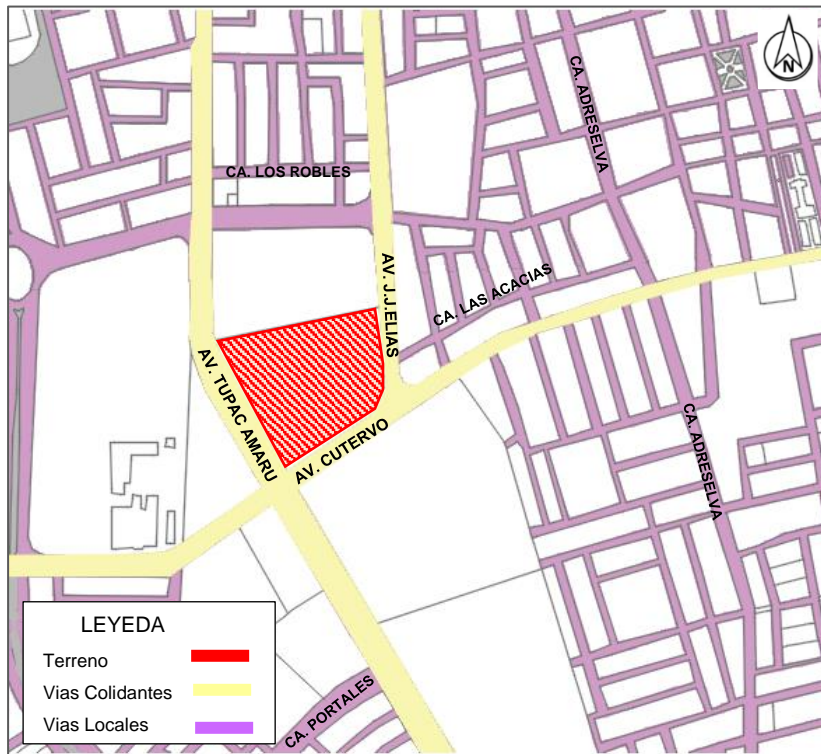 N
CA. ADRESELVA
CA. LOS ROBLES
AV. J.J.ELIAS
CA. LAS ACACIAS
AV. TUPAC AMARU
AV. CUTERVO
CA. ADRESELVA
CA. PORTALES
LEYEDA
Terreno
Vias Colidantes
Vias Locales